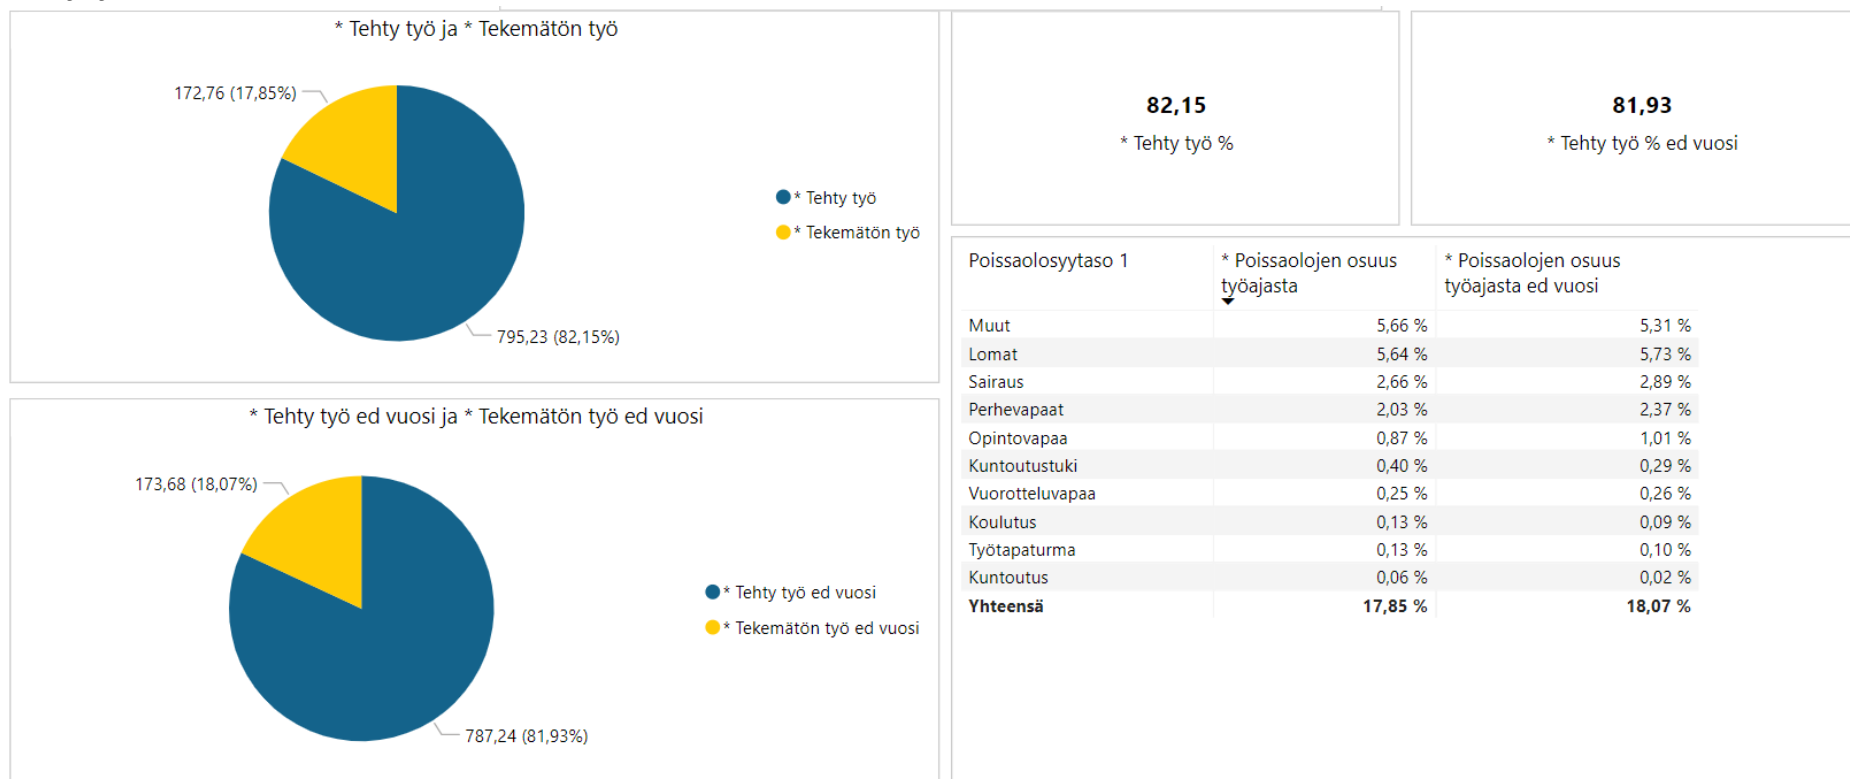 * Tehty työ ja * Tekemätön työ
172,76 (17,85%)
795,23 (82,15%)
* Tehty työ
* Tekemätön työ
82,15
* Tehty työ %
81,93
* Tehty työ % ed vuosi
* Tehty työ ed vuosi ja * Tekemätön työ ed vuosi
173,68 (18,07%)
787,24 (81,93%)
* Tehty työ ed vuosi
* Tekemätön työ ed vuosi
Poissaolosyytaso 1 * Poissaolojen osuus työajasta * Poissaolojen osuus työajasta ed vuosi
Muut 5,66 % 5,31 %
Lomat 5,64 % 5,73 %
Sairaus 2,66 % 2,89 %
Perhevapaat 2,03 % 2,37 %
Opintovapaa 0,87 % 1,01 %
Kuntoutustuki 0,40 % 0,29 %
Vuorotteluvapaa 0,25 % 0,26 %
Koulutus 0,13 % 0,09 %
Työtapaturma 0,13 % 0,10 %
Kuntoutus 0,06 % 0,02 %
Yhteensä 17,85 % 18,07 %